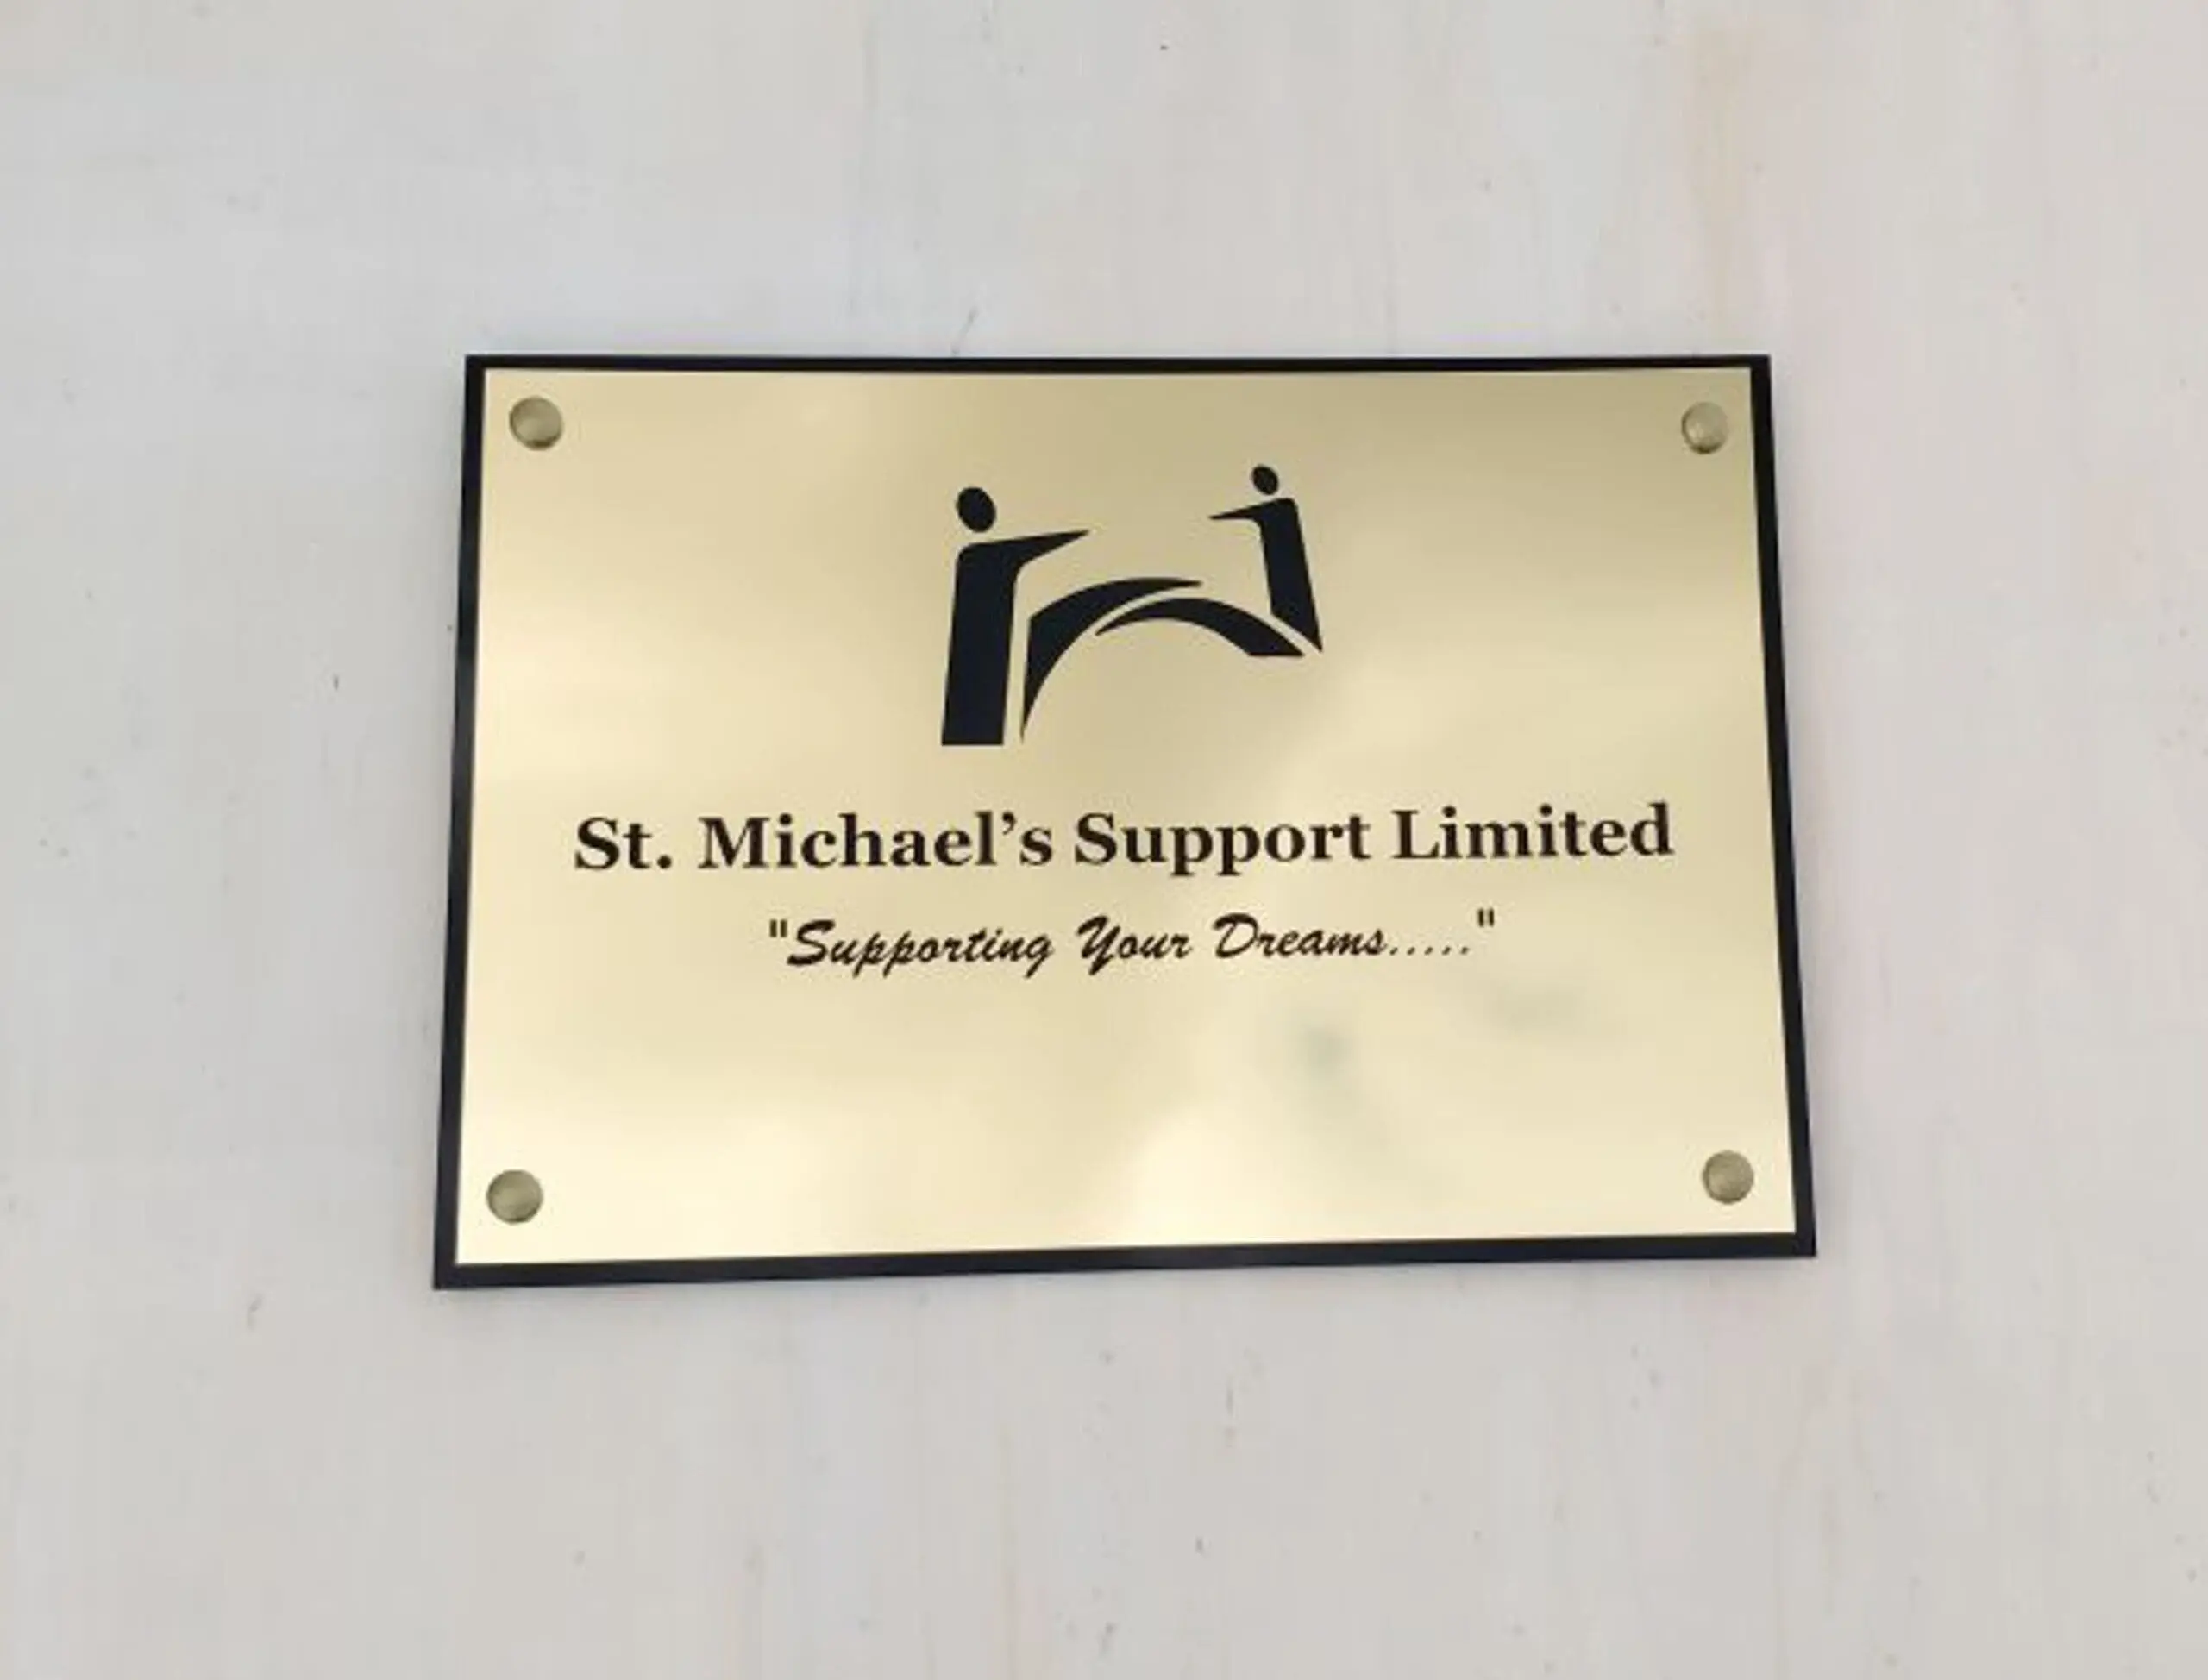 St. Michael’s Support Limited
"Supporting Your Dreams....."